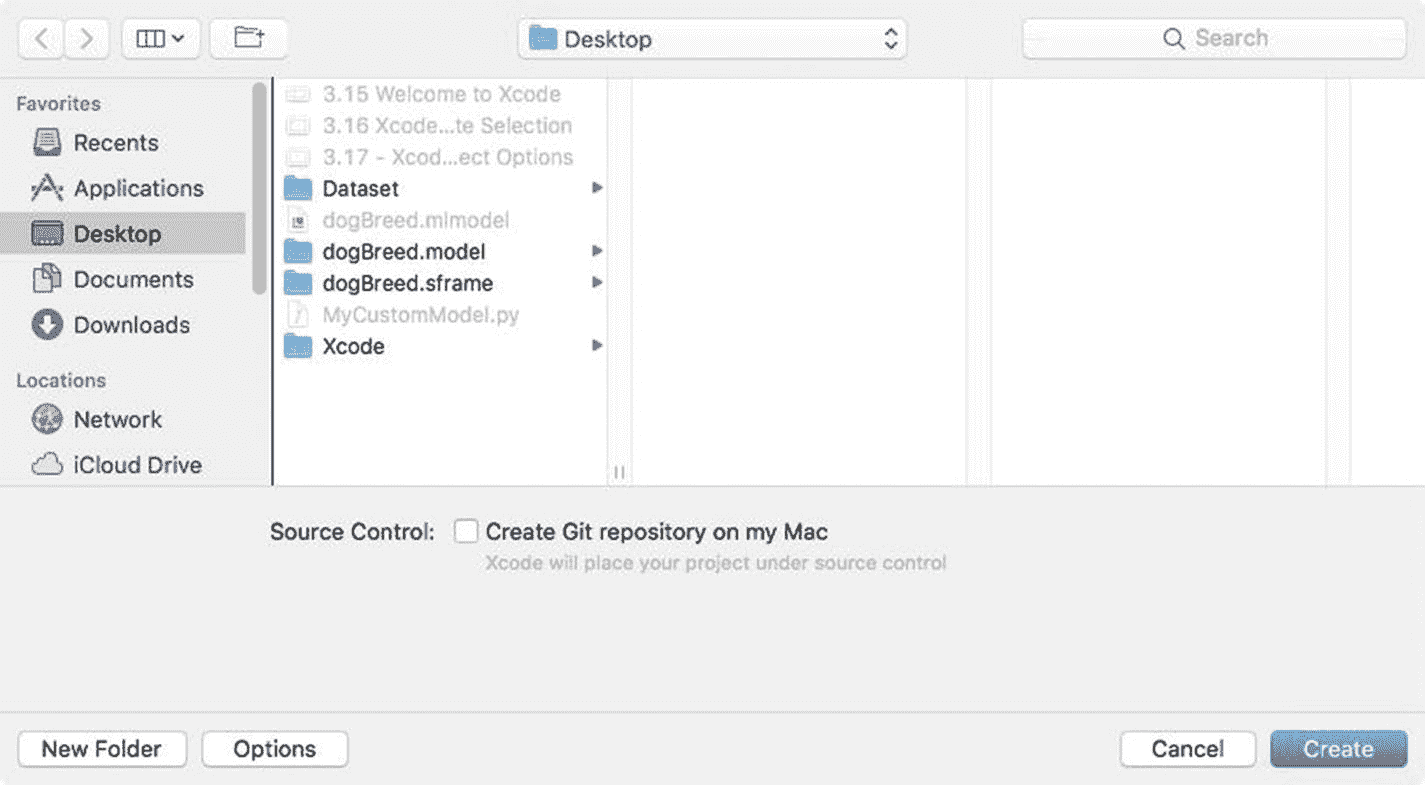 Desktop
Search
Favorites
Recents
Applications
Desktop
Documents
Downloads
Locations
Network
iCloud Drive
3.15 Welcome to Xcode
3.16 Xcode...te Selection
3.17 - Xcod...ect Options
Dataset
dogBreed.mlmodel
dogBreed.model
dogBreed.sframe
MyCustomModel.py
Xcode
Source Control: Create Git repository on my Mac
Xcode will place your project under source control
New Folder Options Cancel Create